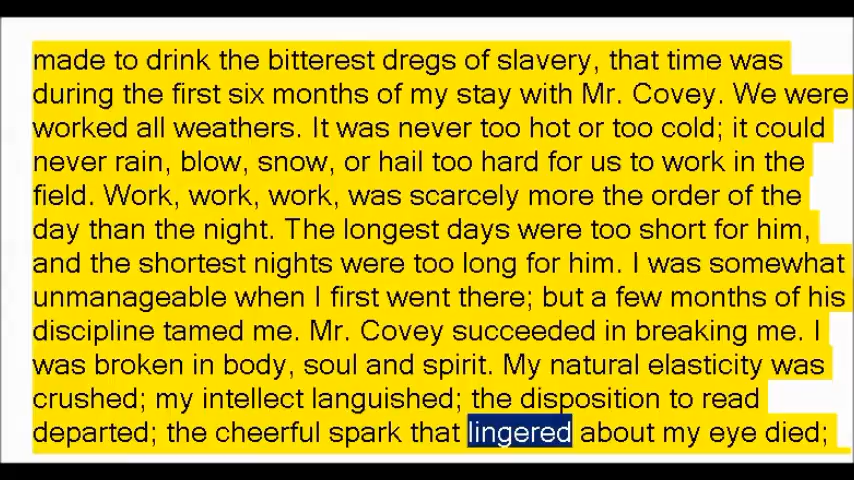 made to drink the bitterest dregs of slavery, that time was
during the first six months of my stay with Mr. Covey. We were
worked all weathers. It was never too hot or too cold; it could
never rain, blow, snow, or hail too hard for us to work in the
field. Work, work, work, was scarcely more the order of the
day than the night. The longest days were too short for him,
and the shortest nights were too long for him. I was somewhat
unmanageable when I first went there; but a few months of his
discipline tamed me. Mr. Covey succeeded in breaking me. I
was broken in body, soul and spirit. My natural elasticity was
crushed; my intellect languished; the disposition to read
departed; the cheerful spark that lingered about my eye died;